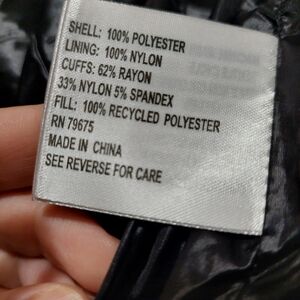 SHELL: 100% POLYESTER
LINING: 100% NYLON
CUFFS: 62% RAYON
33% NYLON 5% SPANDEX
FILL: 100% RECYCLED POLYESTER
RN 79675
MADE IN CHINA
SEE REVERSE FOR CARE